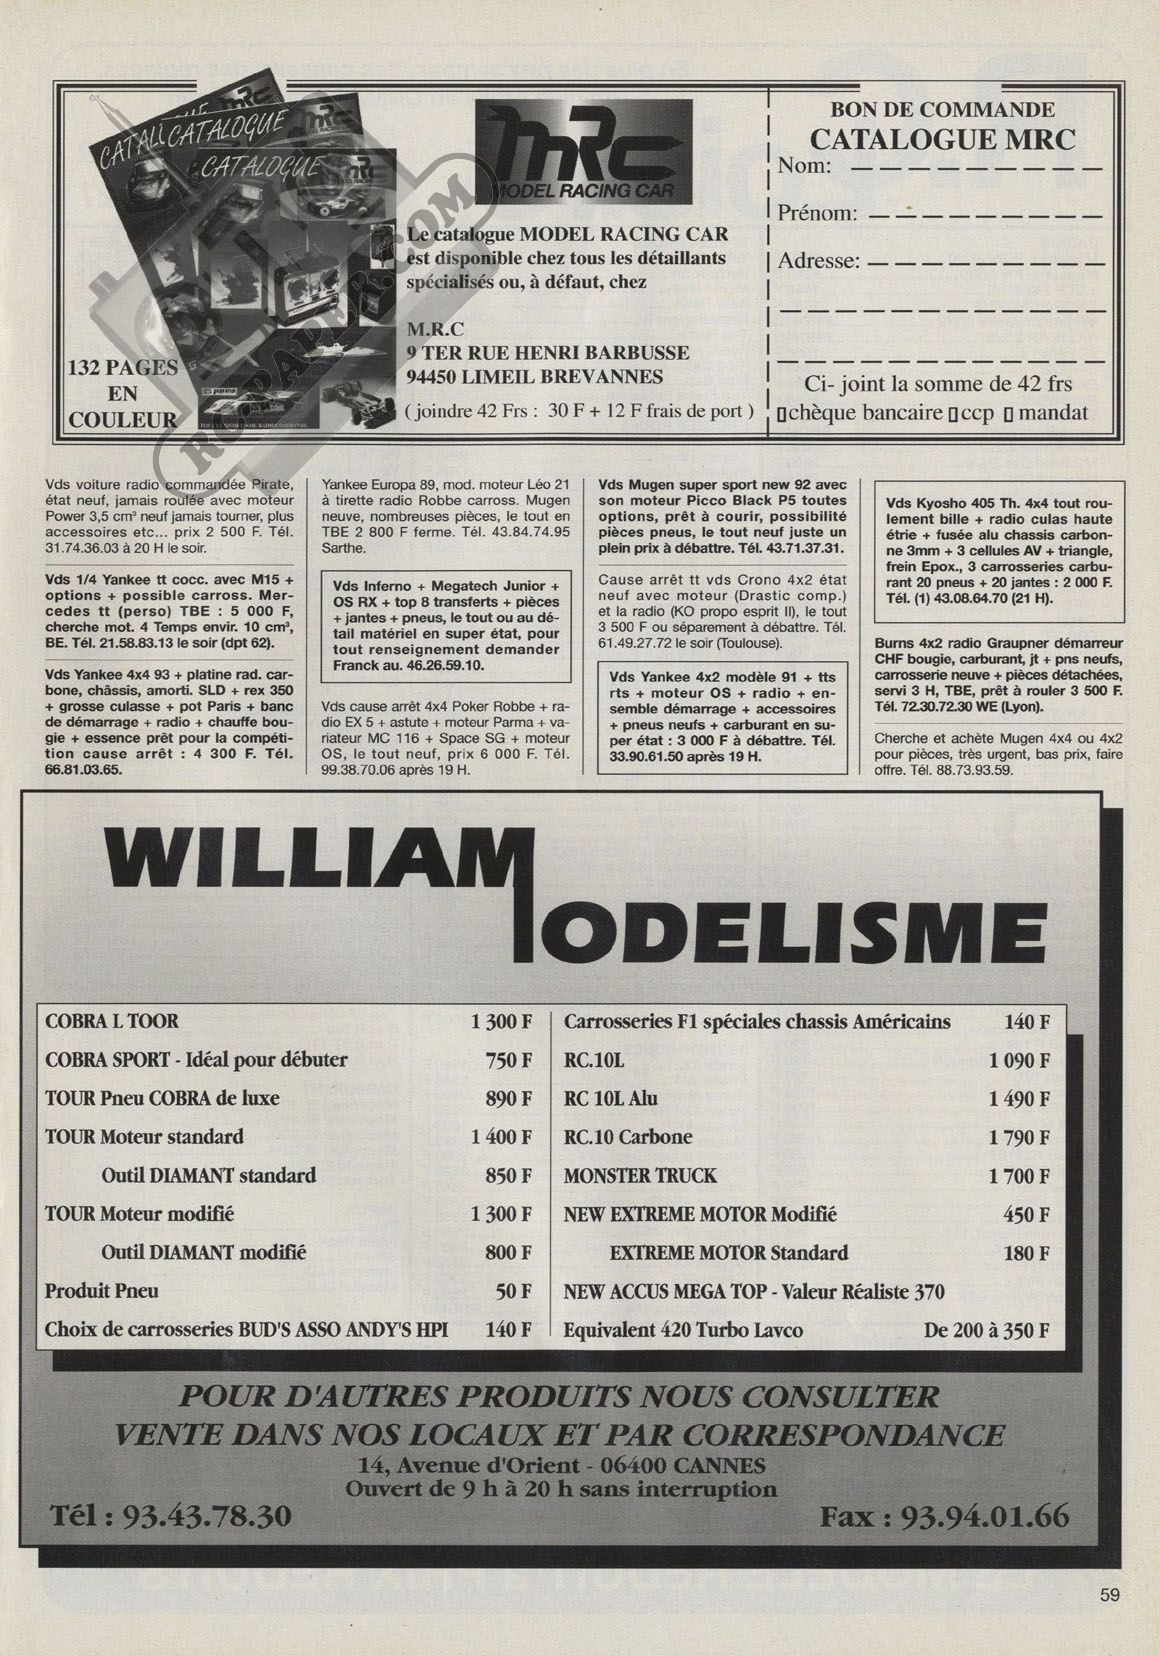 CATALOGUE
CATALOGUE
MRC
MODEL RACING CAR
132 PAGES
EN
COULEUR
TOUT LE MODELISME RADIOCOMMANDE
RCPAPER.COM
mRc
MODEL RACING CAR
Le catalogue MODEL RACING CAR
est disponible chez tous les détaillants
spécialisés ou, à défaut, chez
M.R.C
9 TER RUE HENRI BARBUSSE
94450 LIMEIL BREVANNES
( joindre 42 Frs : 30 F + 12 F frais de port )
BON DE COMMANDE
CATALOGUE MRC
Nom:
Prénom:
Adresse:
Ci- joint la somme de 42 frs
▯chèque bancaire ▯ccp ▯ mandat
Vds voiture radio commandée Pirate,
état neuf, jamais roulée avec moteur
Power 3,5 cm³ neuf jamais tourner, plus
accessoires etc... prix 2 500 F. Tél.
31.74.36.03 à 20 H le soir.
Vds 1/4 Yankee tt cocc. avec M15 +
options + possible carross. Mer-
cedes tt (perso) TBE : 5 000 F,
cherche mot. 4 Temps envir. 10 cm³,
BE. Tél. 21.58.83.13 le soir (dpt 62).
Vds Yankee 4x4 93 + platine rad. car-
bone, châssis, amorti. SLD + rex 350
+ grosse culasse + pot Paris + banc
de démarrage + radio + chauffe bou-
gie + essence prêt pour la compéti-
tion cause arrêt : 4 300 F. Tél.
66.81.03.65.
Yankee Europa 89, mod. moteur Léo 21
à tirette radio Robbe carross. Mugen
neuve, nombreuses pièces, le tout en
TBE 2 800 F ferme. Tél. 43.84.74.95
Sarthe.
Vds Inferno + Megatech Junior +
OS RX + top 8 transferts + pièces
+ jantes + pneus, le tout ou au dé-
tail matériel en super état, pour
tout renseignement demander
Franck au. 46.26.59.10.
Vds cause arrêt 4x4 Poker Robbe + ra-
dio EX 5 + astute + moteur Parma + va-
riateur MC 116 + Space SG + moteur
OS, le tout neuf, prix 6 000 F. Tél.
99.38.70.06 après 19 H.
Vds Mugen super sport new 92 avec
son moteur Picco Black P5 toutes
options, prêt à courir, possibilité
pièces pneus, le tout neuf juste un
plein prix à débattre. Tél. 43.71.37.31.
Cause arrêt tt vds Crono 4x2 état
neuf avec moteur (Drastic comp.)
et la radio (KO propo esprit II), le tout
3 500 F ou séparement à débattre. Tél.
61.49.27.72 le soir (Toulouse).
Vds Yankee 4x2 modèle 91 + tts
rts + moteur OS + radio + en-
semble démarrage + accessoires
+ pneus neufs + carburant en su-
per état : 3 000 F à débattre. Tél.
33.90.61.50 après 19 H.
Vds Kyosho 405 Th. 4x4 tout rou-
lement bille + radio culas haute
étrie + fusée alu chassis carbon-
ne 3mm + 3 cellules AV + triangle,
frein Epox., 3 carrosseries carbu-
rant 20 pneus + 20 jantes : 2 000 F.
Tél. (1) 43.08.64.70 (21 H).
Burns 4x2 radio Graupner démarreur
CHF bougie, carburant, jt + pns neufs,
carrosserie neuve + pièces détachées,
servi 3 H, TBE, prêt à rouler 3 500 F.
Tél. 72.30.72.30 WE (Lyon).
Cherche et achète Mugen 4x4 ou 4x2
pour pièces, très urgent, bas prix, faire
offre. Tél. 88.73.93.59.
WILLIAM
MODELISME
COBRA L TOOR 1 300 F
COBRA SPORT - Idéal pour débuter 750 F
TOUR Pneu COBRA de luxe 890 F
TOUR Moteur standard 1 400 F
Outil DIAMANT standard 850 F
TOUR Moteur modifié 1 300 F
Outil DIAMANT modifié 800 F
Produit Pneu 50 F
Choix de carrosseries BUD'S ASSO ANDY'S HPI 140 F
Carrosseries F1 spéciales chassis Américains 140 F
RC.10L 1 090 F
RC 10L Alu 1 490 F
RC.10 Carbone 1 790 F
MONSTER TRUCK 1 700 F
NEW EXTREME MOTOR Modifié 450 F
EXTREME MOTOR Standard 180 F
NEW ACCUS MEGA TOP - Valeur Réaliste 370
Equivalent 420 Turbo Lavco De 200 à 350 F
POUR D'AUTRES PRODUITS NOUS CONSULTER
VENTE DANS NOS LOCAUX ET PAR CORRESPONDANCE
14, Avenue d'Orient - 06400 CANNES
Ouvert de 9 h à 20 h sans interruption
Tél : 93.43.78.30
Fax : 93.94.01.66
59